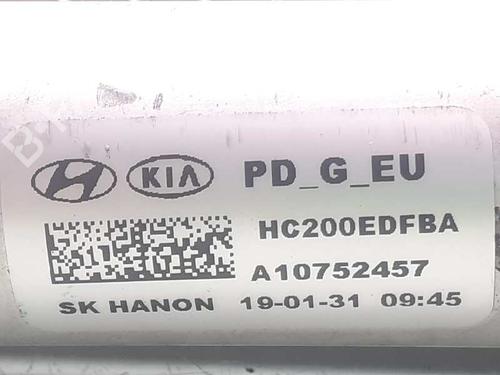 KIA PD_G_EU
HC200EDFBA
A10752457
SK HANON 19-01-31 09:45